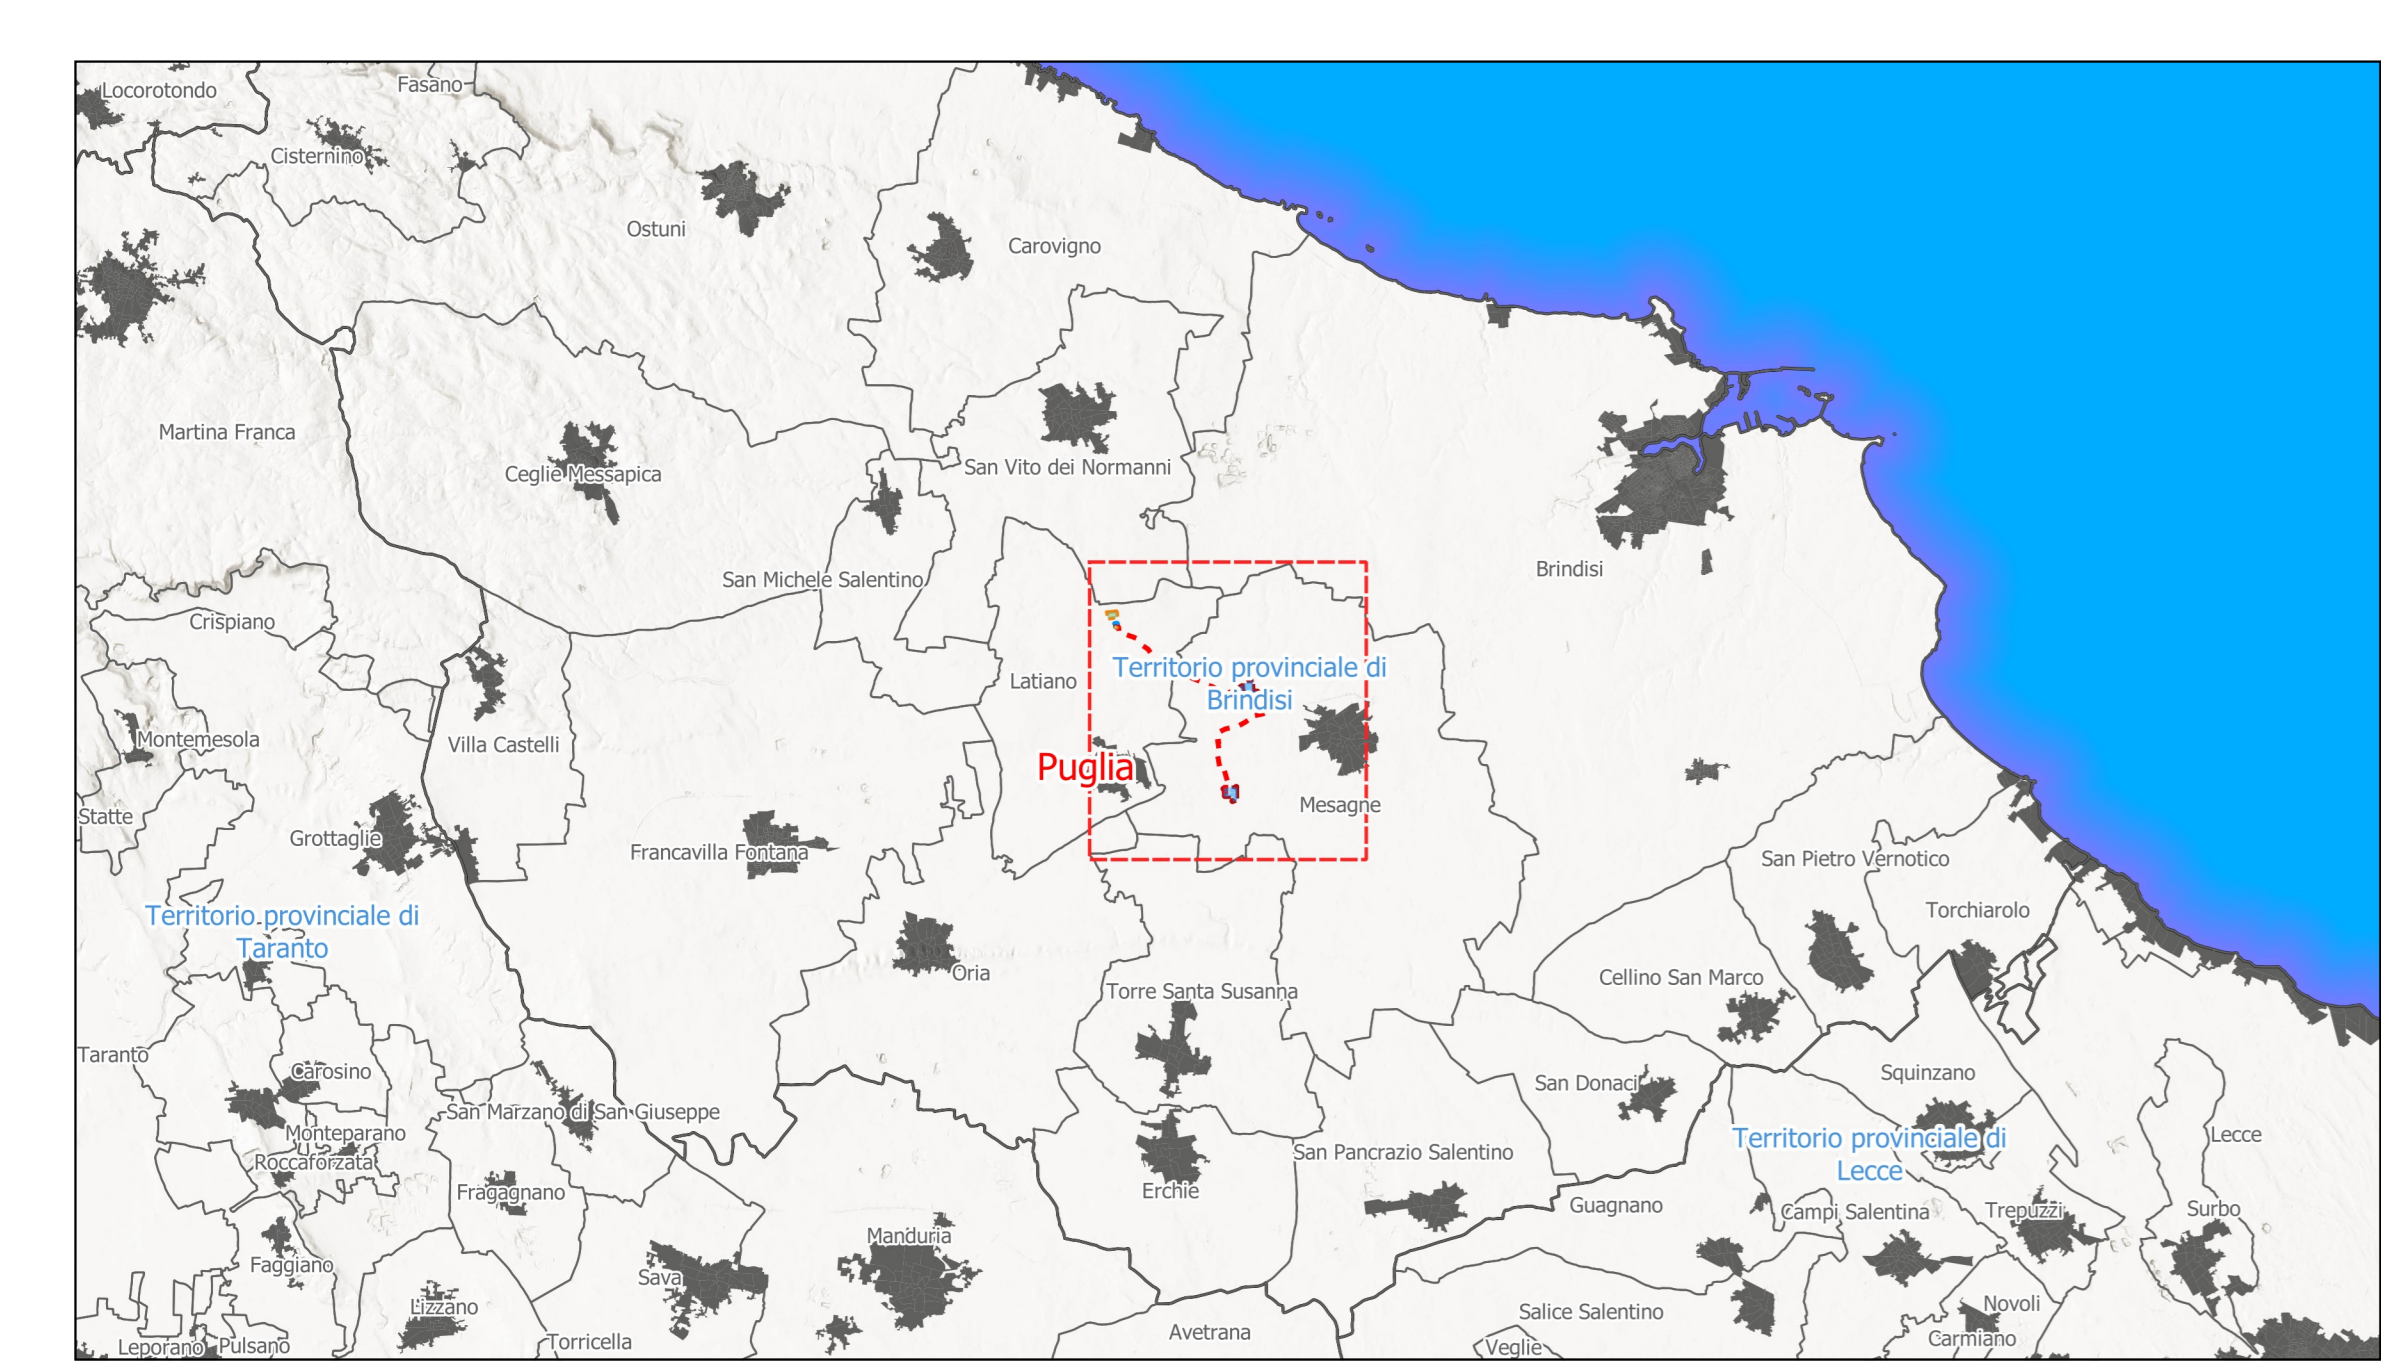 Locorotondo
Fasano
Cisternino
Ostuni
Carovigno
Martina Franca
Ceglie Messapica
San Vito dei Normanni
San Michele Salentino
Brindisi
Crispiano
Latiano
Territorio provinciale di
Brindisi
Montemesola
Villa Castelli
Puglia
Mesagne
Statte
Grottaglie
Francavilla Fontana
San Pietro Vernotico
Torchiarolo
Territorio provinciale di
Taranto
Oria
Torre Santa Susanna
Cellino San Marco
Taranto
Carosino
San Donaci
Squinzano
San Marzano di San Giuseppe
Monteparano
Roccaforzata
Territorio provinciale di
Lecce
Lecce
San Pancrazio Salentino
Fragagnano
Erchie
Guagnano
Campi Salentina
Trepuzzi
Surbo
Manduria
Faggiano
Sava
Lizzano
Salice Salentino
Novoli
Leporano
Pulsano
Torricella
Avetrana
Veglie
Carmiano